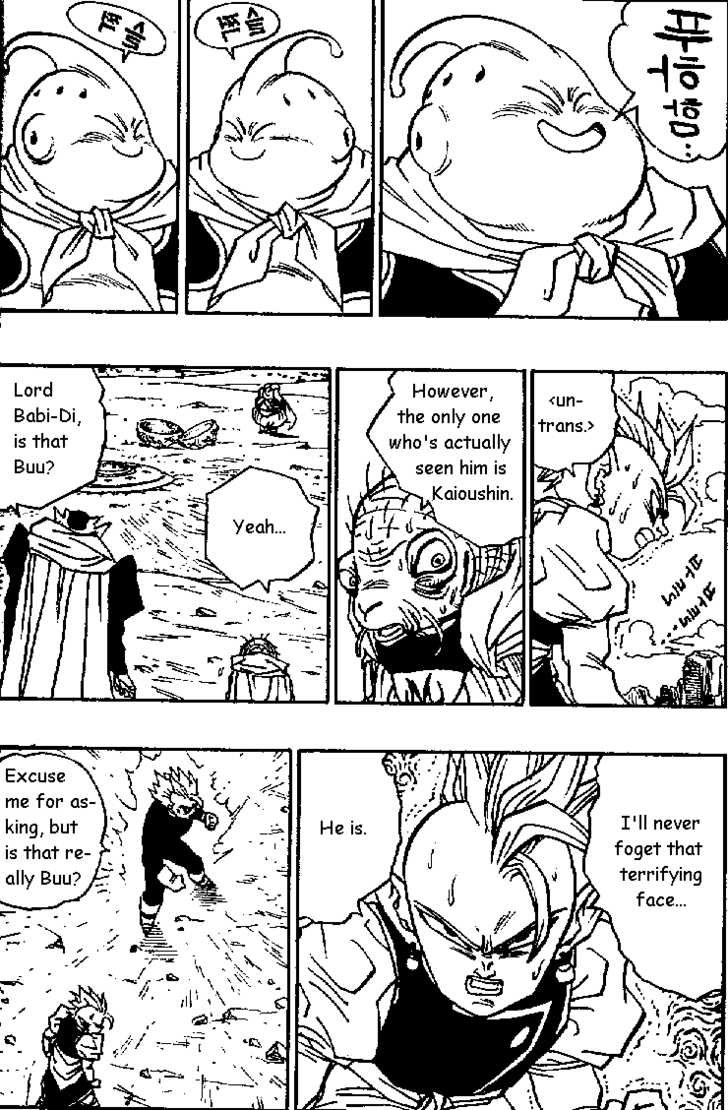 Lord
Babi-Di,
is that
Buu?
Yeah...
However,
the only one
who's actually
seen him is
Kaioushin.
<un-
trans.>
Excuse
me for as-
king, but
is that re-
ally Buu?
He is.
I'll never
foget that
terrifying
face...